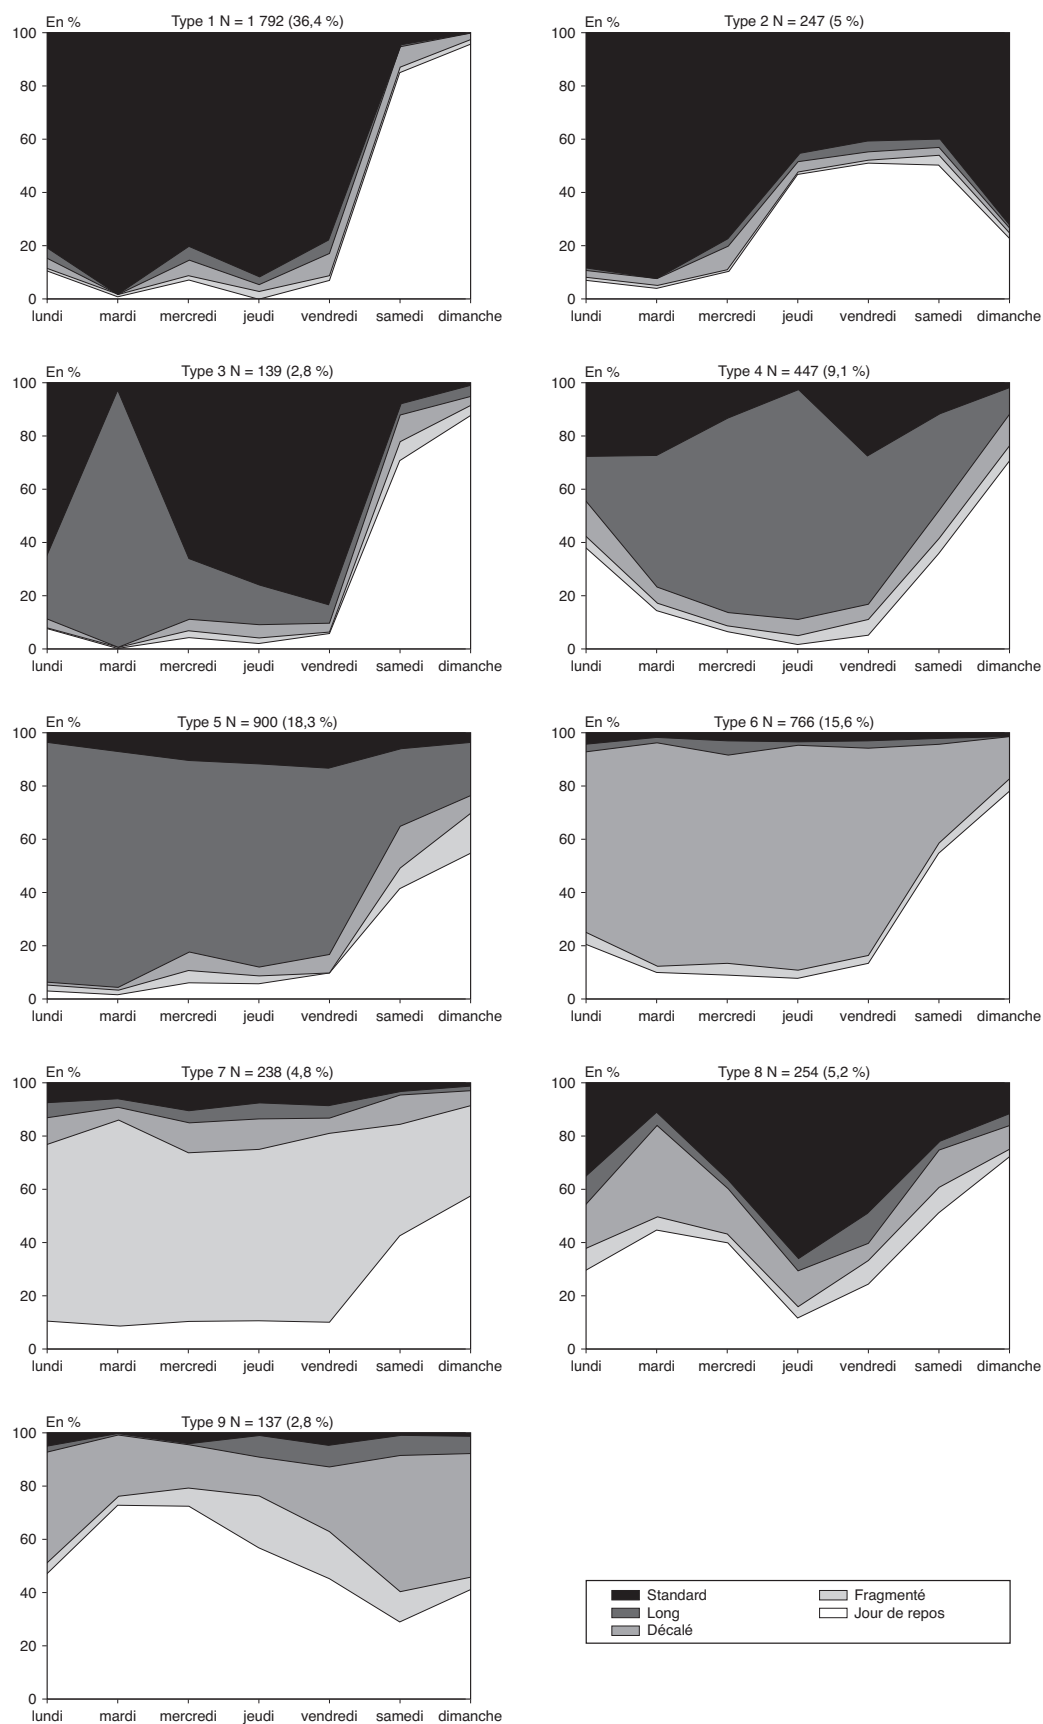 En %
Type 1 N = 1 792 (36,4 %)
100
80
60
40
20
0
lundi mardi mercredi jeudi vendredi samedi dimanche
En %
Type 2 N = 247 (5 %)
100
80
60
40
20
0
lundi mardi mercredi jeudi vendredi samedi dimanche
En %
Type 3 N = 139 (2,8 %)
100
80
60
40
20
0
lundi mardi mercredi jeudi vendredi samedi dimanche
En %
Type 4 N = 447 (9,1 %)
100
80
60
40
20
0
lundi mardi mercredi jeudi vendredi samedi dimanche
En %
Type 5 N = 900 (18,3 %)
100
80
60
40
20
0
lundi mardi mercredi jeudi vendredi samedi dimanche
En %
Type 6 N = 766 (15,6 %)
100
80
60
40
20
0
lundi mardi mercredi jeudi vendredi samedi dimanche
En %
Type 7 N = 238 (4,8 %)
100
80
60
40
20
0
lundi mardi mercredi jeudi vendredi samedi dimanche
En %
Type 8 N = 254 (5,2 %)
100
80
60
40
20
0
lundi mardi mercredi jeudi vendredi samedi dimanche
En %
Type 9 N = 137 (2,8 %)
100
80
60
40
20
0
lundi mardi mercredi jeudi vendredi samedi dimanche
Standard
Long
Décalé
Fragmenté
Jour de repos